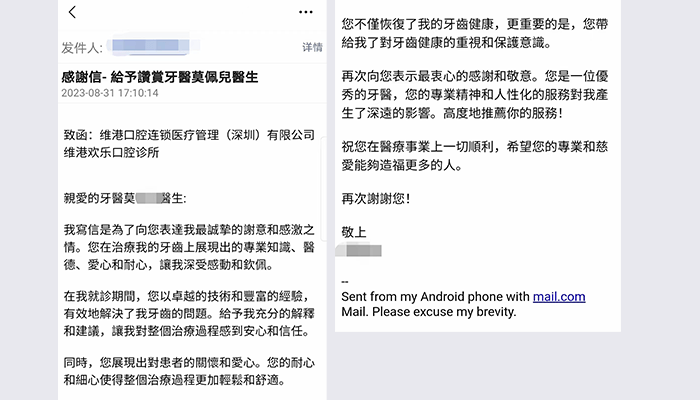 发件人:
详情
感謝信- 給予讚賞牙醫莫佩兒醫生
2023-08-31 17:10:14
致函：维港口腔连锁医疗管理（深圳）有限公司
维港欢乐口腔诊所
親愛的牙醫莫 醫生:
我寫信是為了向您表達我最誠摯的謝意和感激之
情。您在治療我的牙齒上展現出的專業知識、醫
德、愛心和耐心，讓我深受感動和欽佩。
在我就診期間，您以卓越的技術和豐富的經驗，
有效地解決了我牙齒的問題。給予我充分的解釋
和建議，讓我對整個治療過程感到安心和信任。
同時，您展現出對患者的關懷和愛心。您的耐心
和細心使得整個治療過程更加輕鬆和舒適。
您不僅恢復了我的牙齒健康，更重要的是，您帶
給我了對牙齒健康的重視和保護意識。
再次向您表示最衷心的感謝和敬意。您是一位優
秀的牙醫，您的專業精神和人性化的服務對我產
生了深遠的影響。高度地推薦你的服務！
祝您在醫療事業上一切順利，希望您的專業和慈
愛能夠造福更多的人。
再次謝謝您！
敬上
--
Sent from my Android phone with mail.com
Mail. Please excuse my brevity.